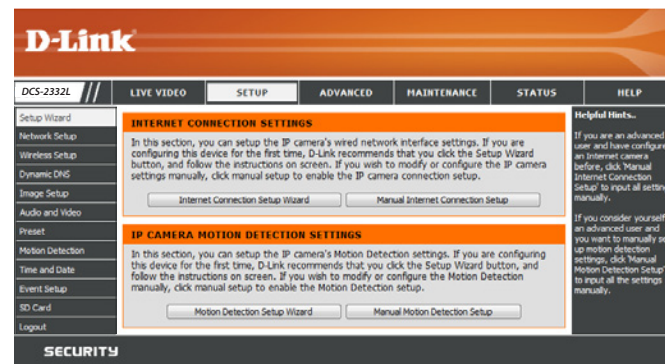 D-Link
DCS-2332L
LIVE VIDEO
SETUP
ADVANCED
MAINTENANCE
STATUS
HELP
Setup Wizard
Network Setup
Wireless Setup
Dynamic DNS
Image Setup
Audio and Video
Preset
Motion Detection
Time and Date
Event Setup
SD Card
Logout
INTERNET CONNECTION SETTINGS
In this section, you can setup the IP camera's wired network interface settings. If you are
configuring this device for the first time, D-Link recommends that you click the Setup Wizard
button, and follow the instructions on screen. If you wish to modify or configure the IP camera
settings manually, click manual setup to enable the IP camera connection setup.
Internet Connection Setup Wizard
Manual Internet Connection Setup
IP CAMERA MOTION DETECTION SETTINGS
In this section, you can setup the IP camera's Motion Detection settings. If you are configuring
this device for the first time, D-Link recommends that you click the Setup Wizard button, and
follow the instructions on screen. If you wish to modify or configure the Motion Detection
manually, click manual setup to enable the Motion Detection setup.
Motion Detection Setup Wizard
Manual Motion Detection Setup
Helpful Hints..
If you are an advanced
user and have configure
an Internet camera
before, click 'Manual
Internet Connection
Setup' to input all settin
manually.
If you consider yourself
an advanced user and
you want to manually se
up motion detection
settings, click 'Manual
Motion Detection Setup'
to input all the settings
manually.
SECURITY